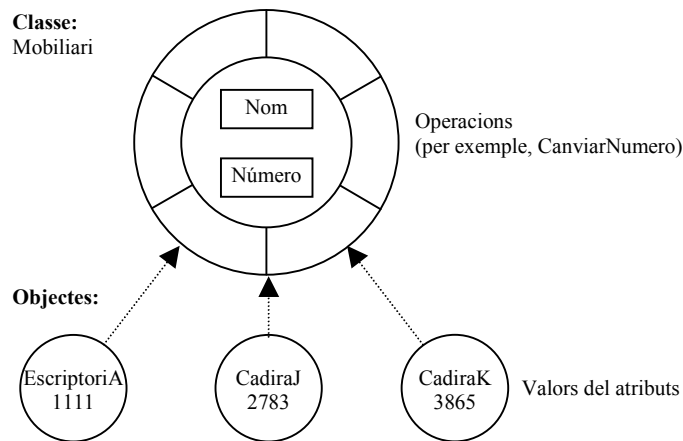 Classe:
Mobiliari
Nom
Operacions
(per exemple, CanviarNumero)
Número
Objectes:
EscriptoriA
1111
CadiraJ
2783
CadiraK
3865
Valors del atributs